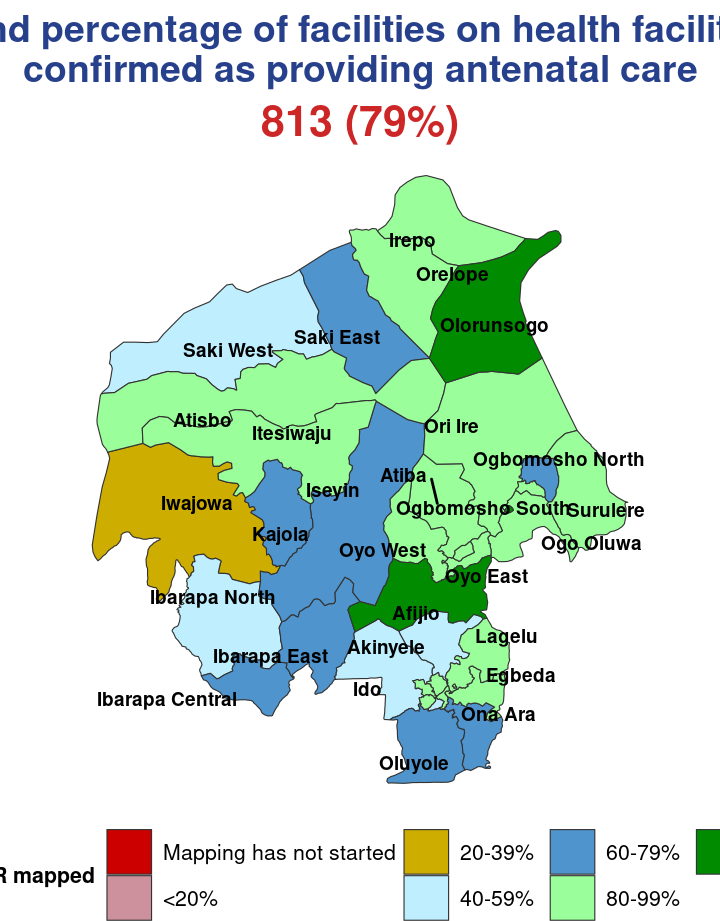 percentage of facilities on health
confirmed as providing antenatal care
813 (79%)
Irepo
Orelope
Olorunsogo
Saki East
Saki West
Atisbo
Itesiwaju
Ori Ire
Ogbomosho North
Atiba
Iseyin
Iwajowa
Ogbomosho South
Surulere
Kajola
Ogo Oluwa
Oyo West
Oyo East
Ibarapa North
Afijio
Lagelu
Akinyele
Ibarapa East
Egbeda
Ido
Ibarapa Central
Ona Ara
Oluyole
Mapping has not started
20-39%
60-79%
mapped
<20%
40-59%
80-99%